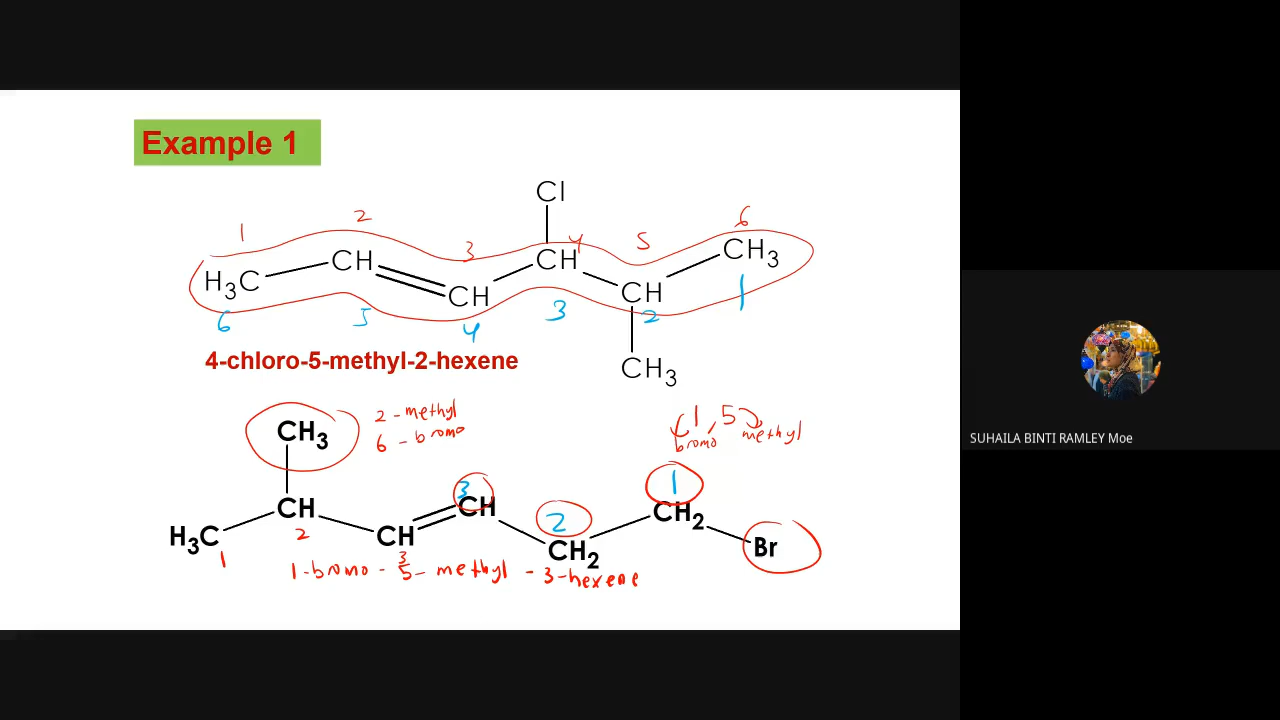 Example 1
Cl
1 2 3 4 5 6
H3C CH CH CH CH CH3
6 5 4 3 2 1
CH3
4-chloro-5-methyl-2-hexene
CH3
2 - methyl
6 - bromo
1, 5
bromo methyl
3 2 1
H3C CH CH CH CH2 CH2 Br
1 2 3
1-bromo - 5- methyl - 3-hexene
SUHAILA BINTI RAMLEY Moe